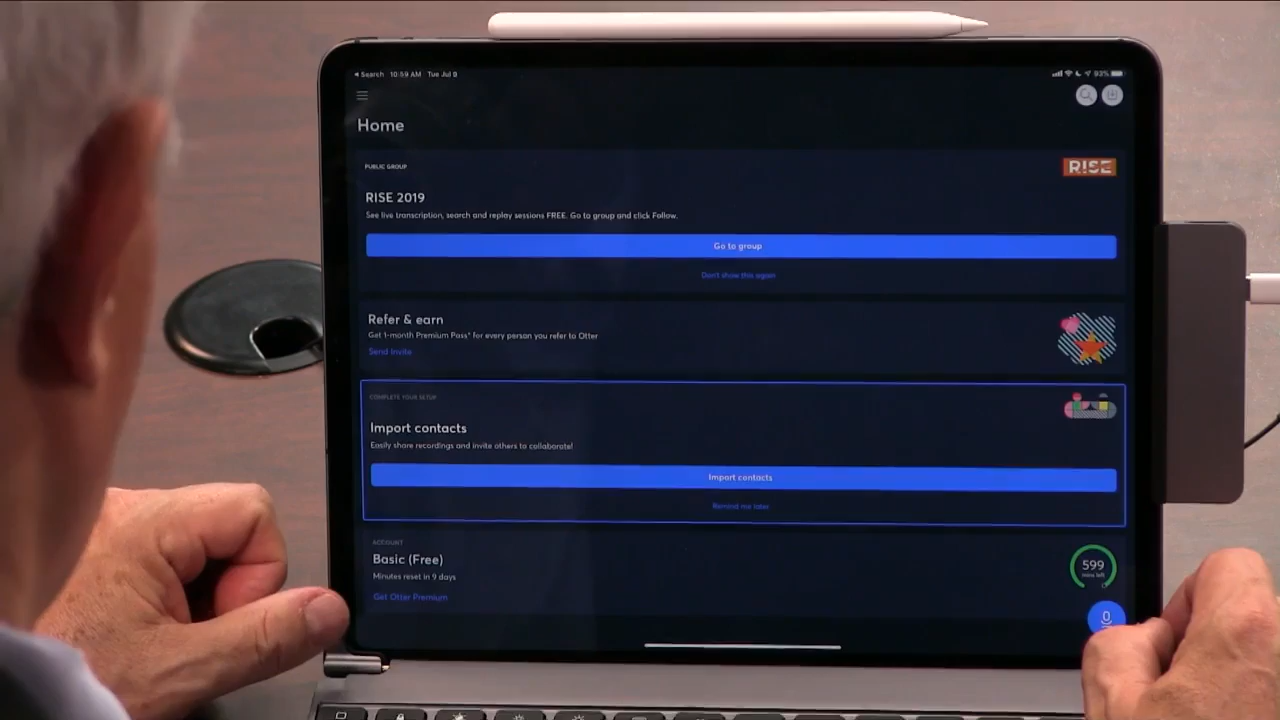 Search 10:59 AM Tue Jul 9 93%
Home
PUBLIC GROUP
RISE
RISE 2019
See live transcription, search and replay sessions FREE. Go to group and click Follow.
Go to group
Don't show this again
Refer & earn
Get 1-month Premium Pass* for every person you refer to Otter
Send Invite
COMPLETE YOUR SETUP
Import contacts
Easily share recordings and invite others to collaborate!
Import contacts
Remind me later
ACCOUNT
Basic (Free)
599
mins left
Minutes reset in 9 days
Get Otter Premium